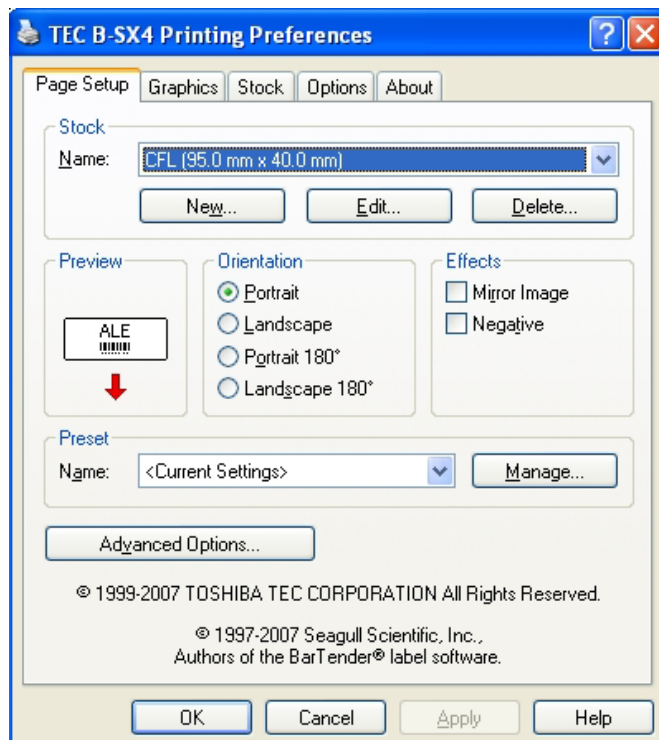 TEC B-SX4 Printing Preferences
Page Setup Graphics Stock Options About
Stock
Name: CFL (95.0 mm x 40.0 mm)
New... Edit... Delete...
Preview
ALE
Orientation
Portrait
Landscape
Portrait 180°
Landscape 180°
Effects
Mirror Image
Negative
Preset
Name: <Current Settings> Manage...
Advanced Options...
© 1999-2007 TOSHIBA TEC CORPORATION All Rights Reserved.
© 1997-2007 Seagull Scientific, Inc.,
Authors of the BarTender® label software.
OK Cancel Apply Help